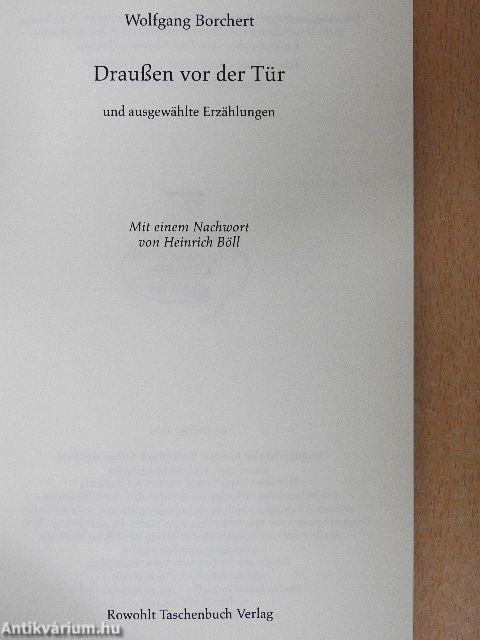 Wolfgang Borchert
Draußen vor der Tür
und ausgewählte Erzählungen
Mit einem Nachwort
von Heinrich Böll
Rowohlt Taschenbuch Verlag
Antikvárium.hu